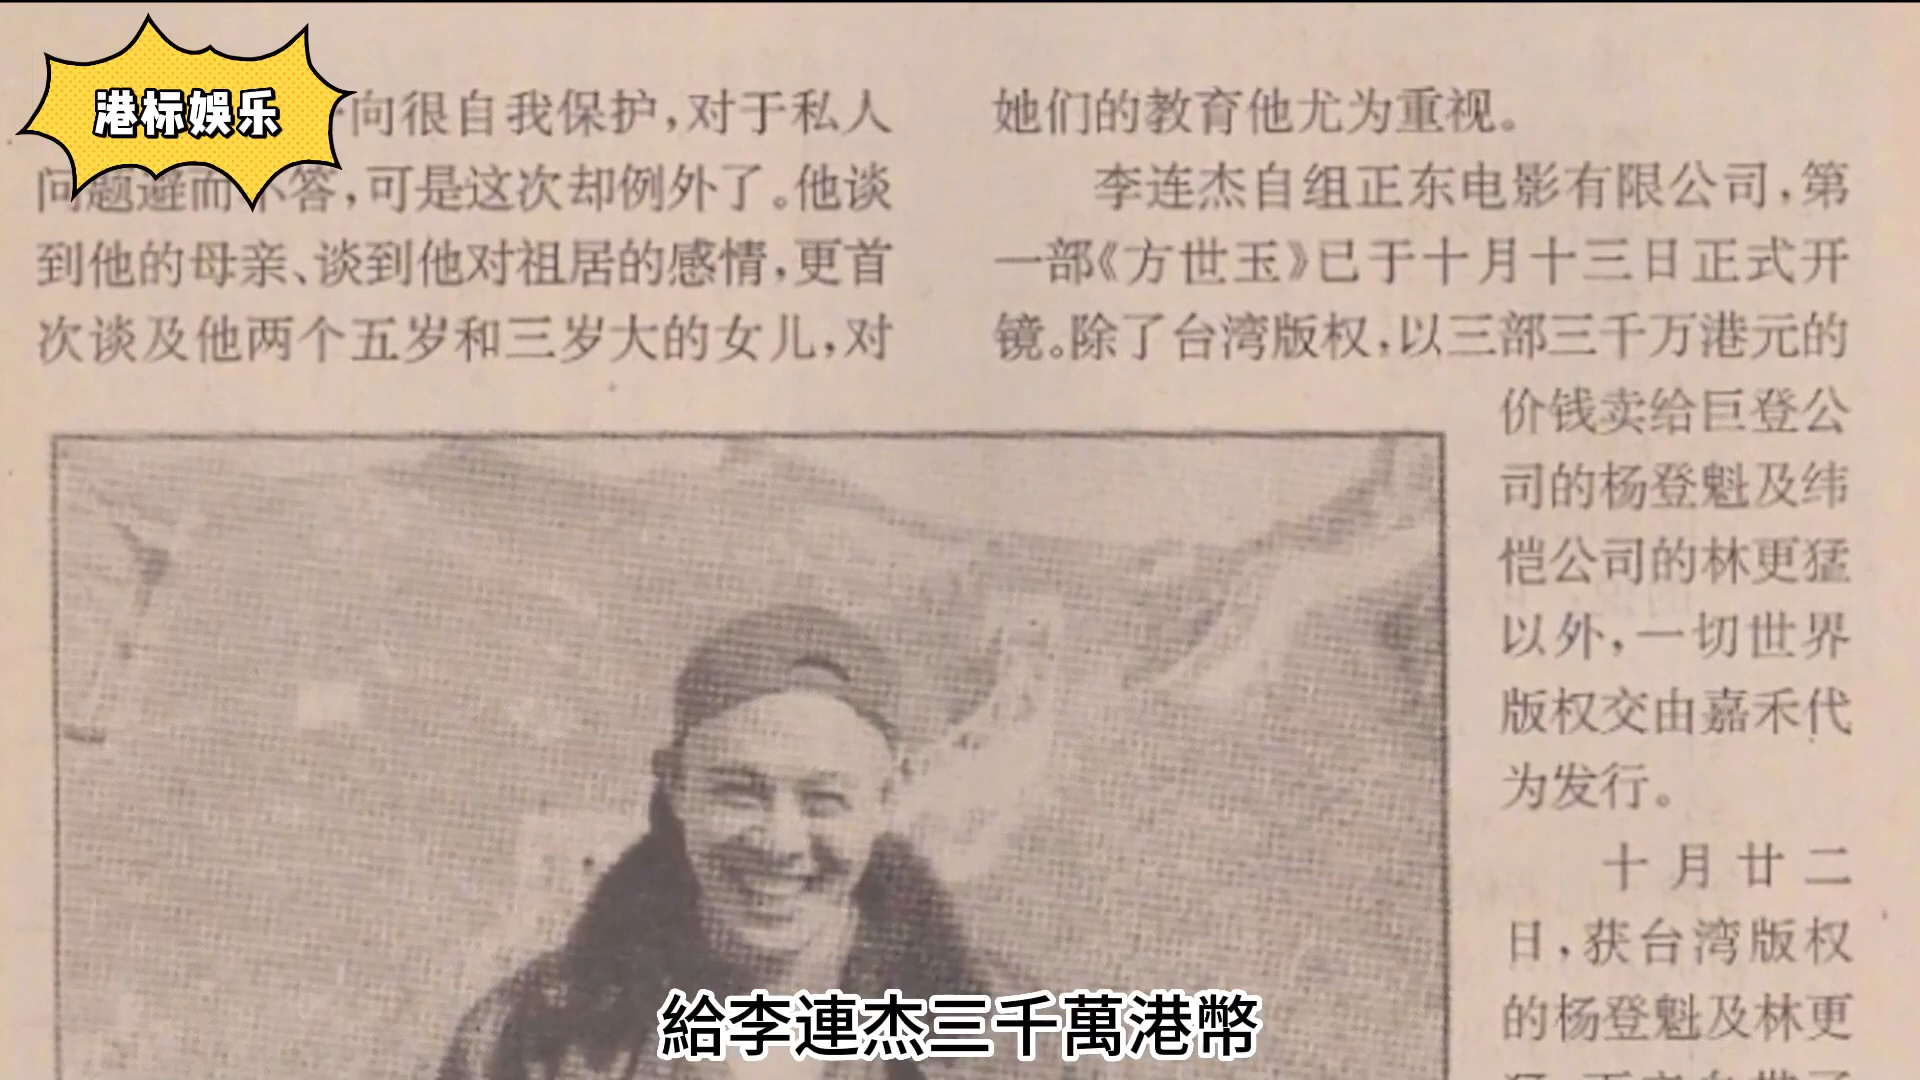 港标娱乐
向很自我保护，对于私人
问题避而不答，可是这次却例外了。他谈
到他的母亲、谈到他对祖居的感情，更首
次谈及他两个五岁和三岁大的女儿，对
她们的教育他尤为重视。
李连杰自组正东电影有限公司，第
一部《方世玉》已于十月十三日正式开
镜。除了台湾版权，以三部三千万港元的
价钱卖给巨登公
司的杨登魁及纬
恺公司的林更猛
以外，一切世界
版权交由嘉禾代
为发行。
十月廿二
日，获台湾版权
的杨登魁及林更
給李連杰三千萬港幣